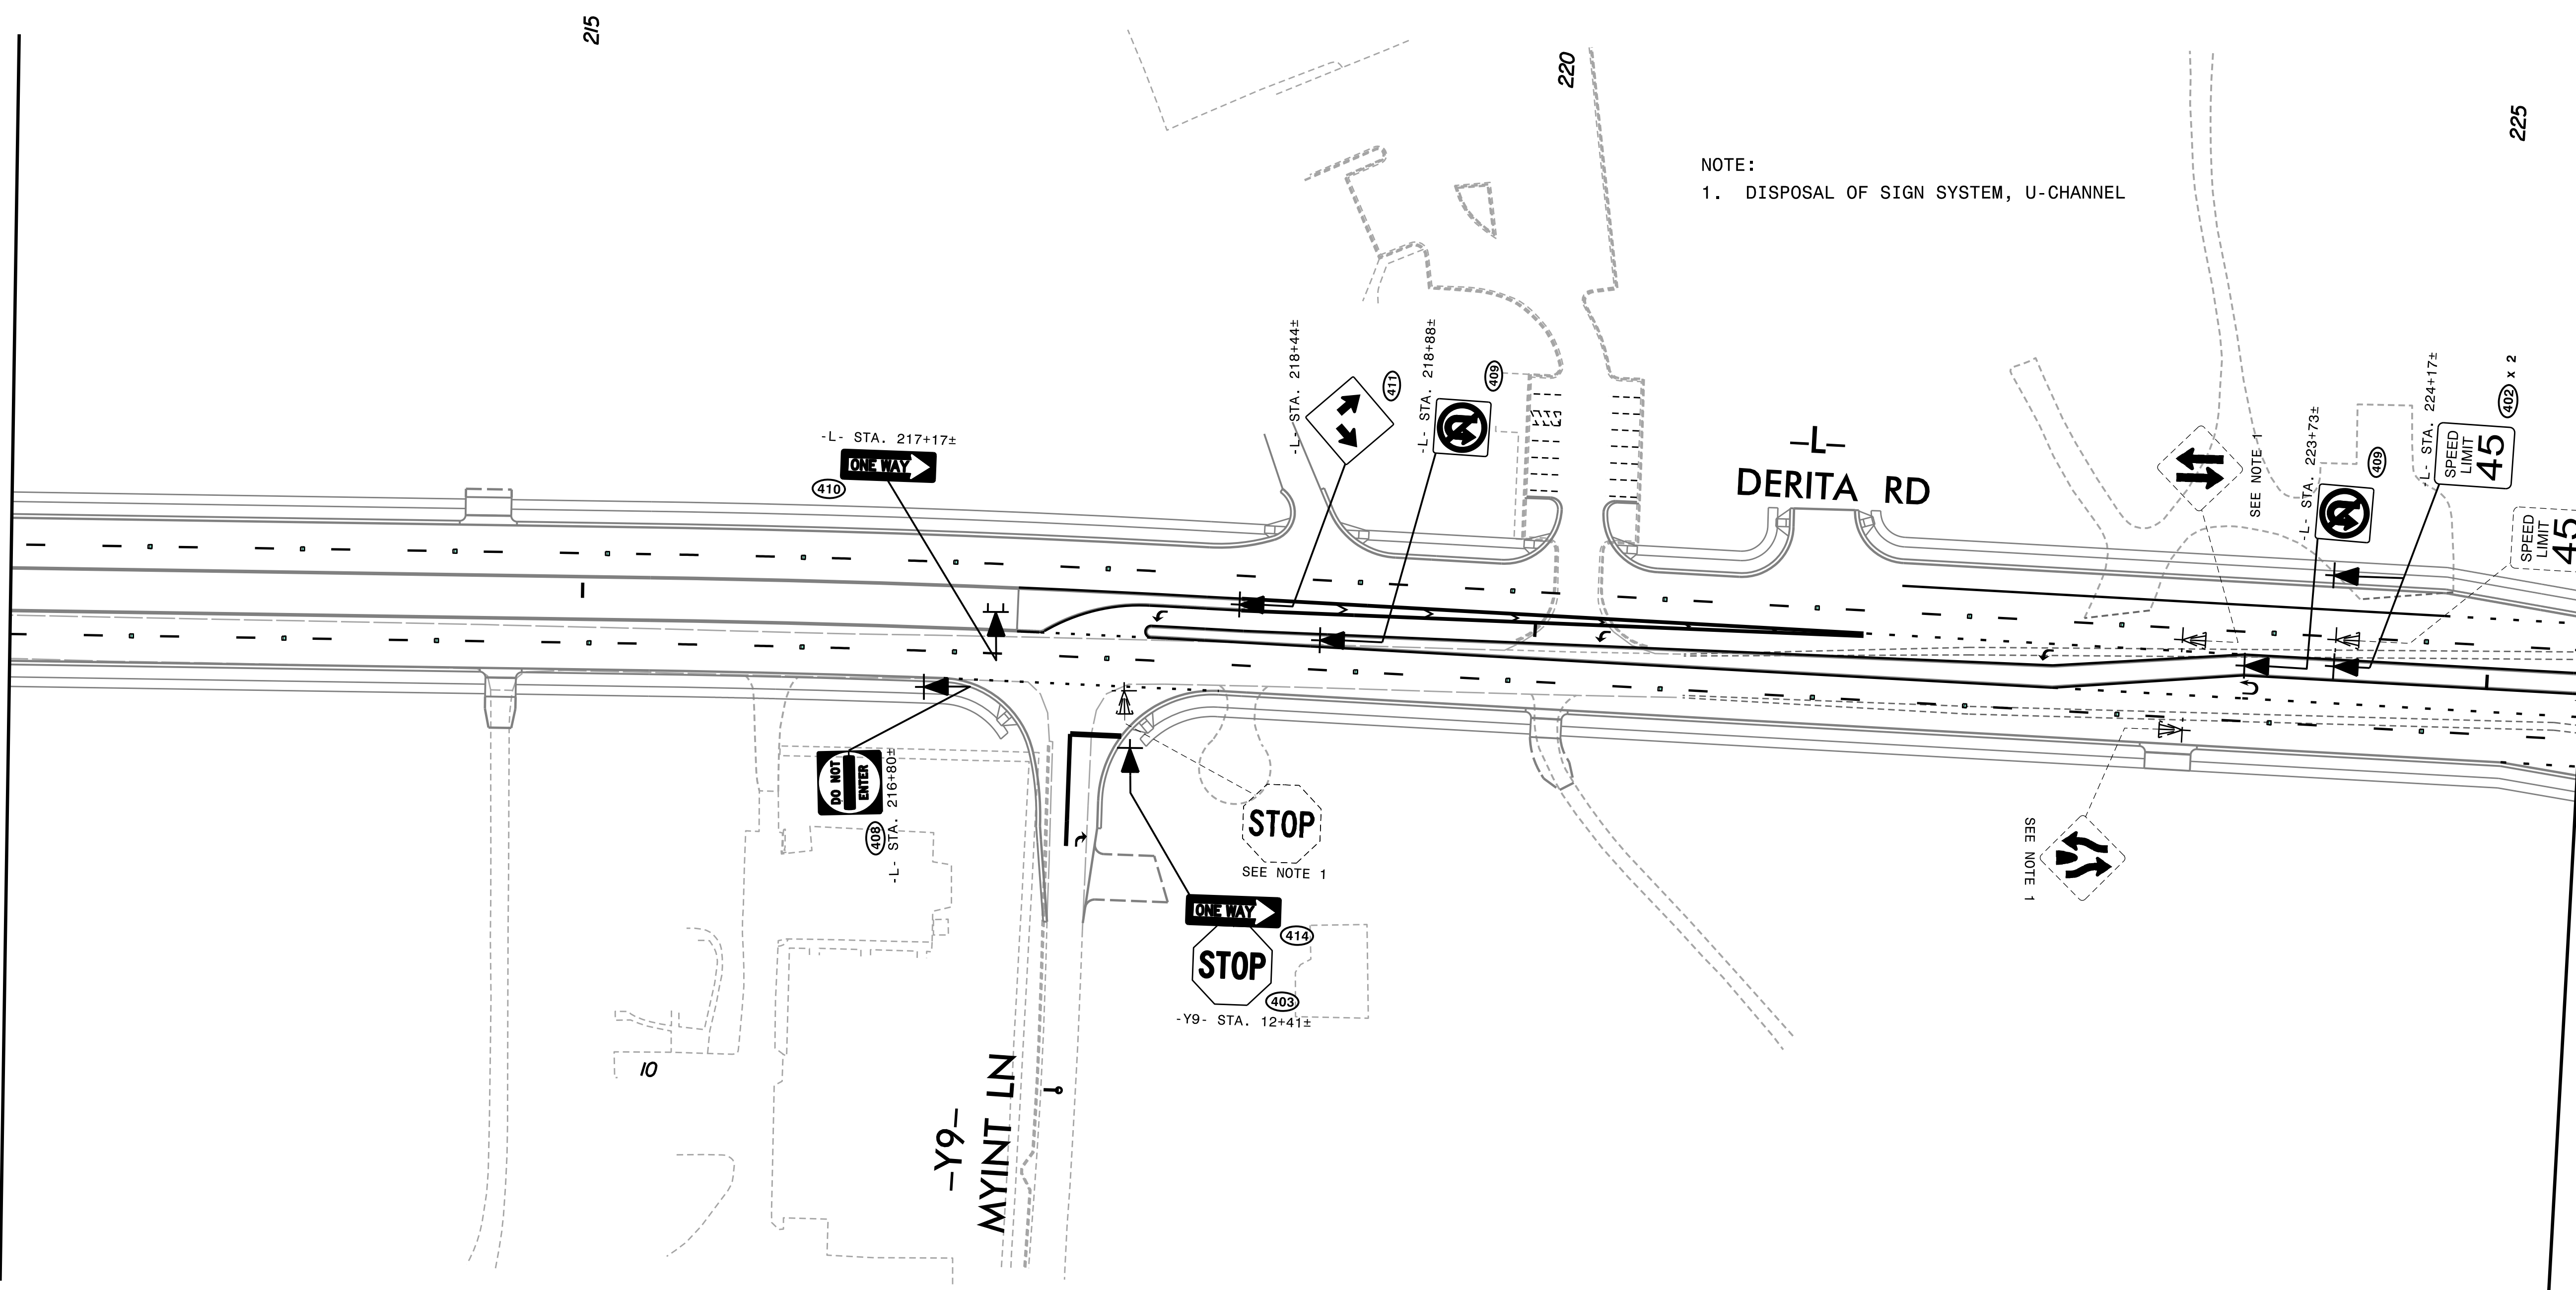 215
220
225
NOTE:
1. DISPOSAL OF SIGN SYSTEM, U-CHANNEL
-L- STA. 217+17±
ONE WAY
410
-L- STA. 218+44±
411
-L- STA. 218+88±
409
-L-
DERITA RD
SEE NOTE 1
-L- STA. 223+73±
409
-L- STA. 224+17±
402 x 2
SPEED
LIMIT
45
SPEED
LIMIT
45
DO NOT
ENTER
-L- STA. 216+80±
408
STOP
SEE NOTE 1
ONE WAY
414
STOP
403
-Y9- STA. 12+41±
SEE NOTE 1
10
-Y9-
MYINT LN